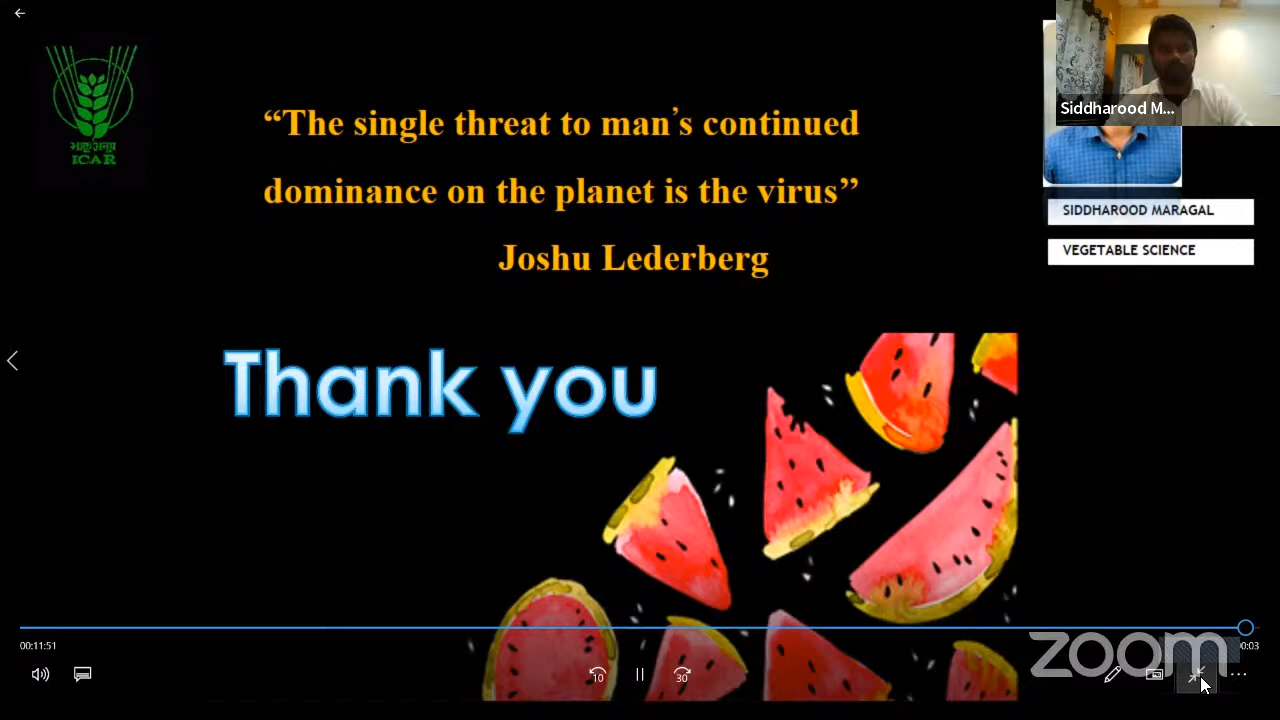 “The single threat to man’s continued
dominance on the planet is the virus”
Joshu Lederberg
Thank you
भाकृअनुप
ICAR
Siddharood M...
SIDDHAROOD MARAGAL
VEGETABLE SCIENCE
00:11:51
0:03
10
30
zoom